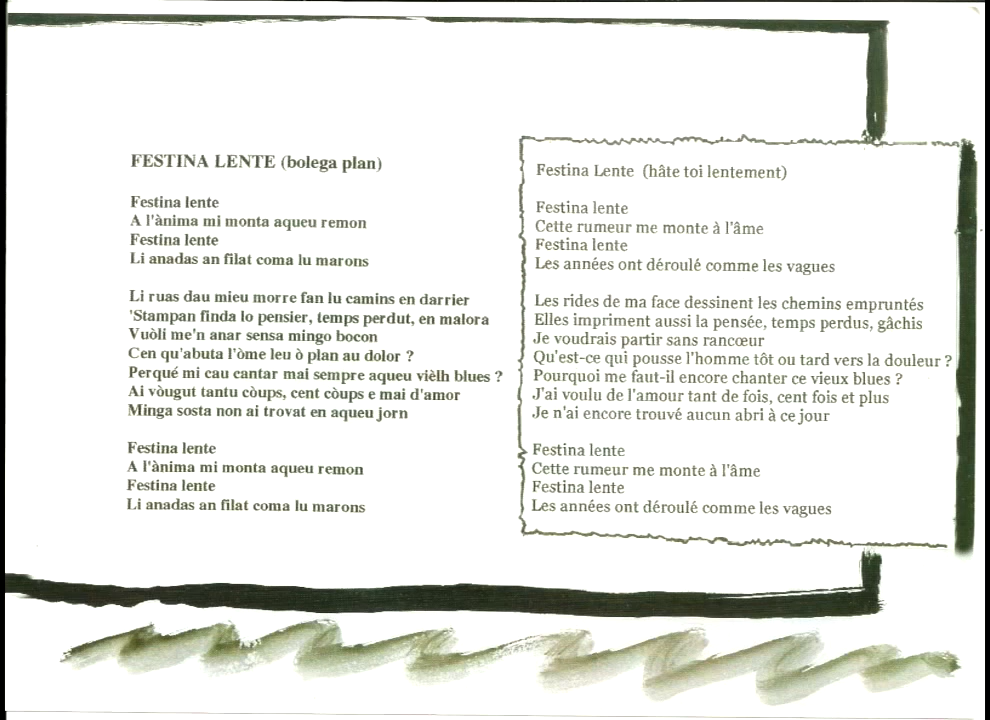 FESTINA LENTE (bolega plan)
Festina lente
A l'ànima mi monta aqueu remon
Festina lente
Li anadas an filat coma lu marons
Li ruas dau mieu morre fan lu camins en darrier
'Stampan finda lo pensier, temps perdut, en malora
Vuòli me'n anar sensa mingo bocon
Cen qu'abuta l'òme leu ò plan au dolor ?
Perqué mi cau cantar mai sempre aqueu vièlh blues ?
Ai vòugut tantu còups, cent còups e mai d'amor
Minga sosta non ai trovat en aqueu jorn
Festina lente
A l'ànima mi monta aqueu remon
Festina lente
Li anadas an filat coma lu marons
Festina Lente (hâte toi lentement)
Festina lente
Cette rumeur me monte à l'âme
Festina lente
Les années ont déroulé comme les vagues
Les rides de ma face dessinent les chemins empruntés
Elles impriment aussi la pensée, temps perdus, gâchis
Je voudrais partir sans rancœur
Qu'est-ce qui pousse l'homme tôt ou tard vers la douleur ?
Pourquoi me faut-il encore chanter ce vieux blues ?
J'ai voulu de l'amour tant de fois, cent fois et plus
Je n'ai encore trouvé aucun abri à ce jour
Festina lente
Cette rumeur me monte à l'âme
Festina lente
Les années ont déroulé comme les vagues